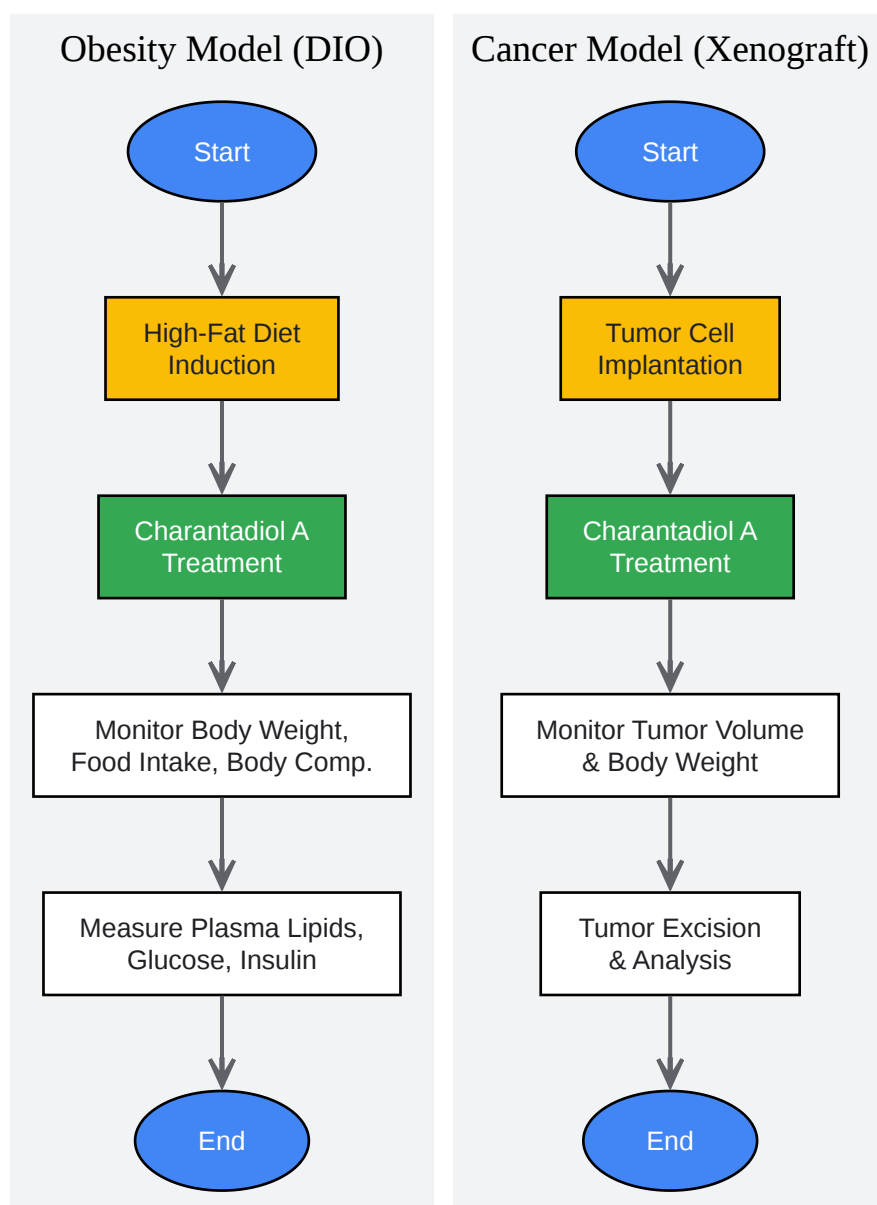 Obesity Model (DIO)
Start
High-Fat Diet
Induction
Charantadiol A
Treatment
Monitor Body Weight,
Food Intake, Body Comp.
Measure Plasma Lipids,
Glucose, Insulin
End
Cancer Model (Xenograft)
Start
Tumor Cell
Implantation
Charantadiol A
Treatment
Monitor Tumor Volume
& Body Weight
Tumor Excision
& Analysis
End